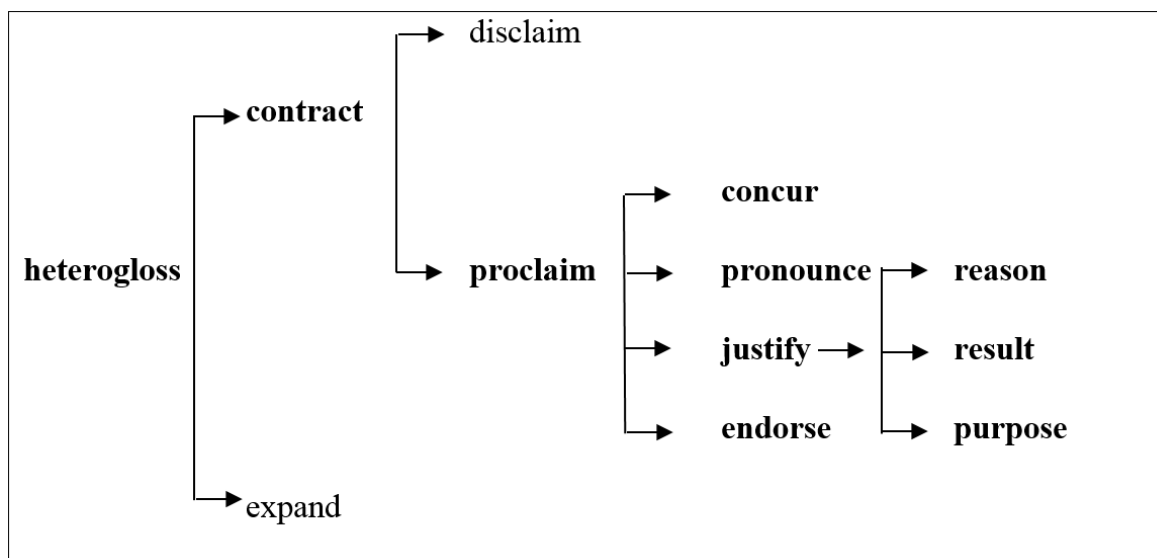 disclaim
contract
concur
heterogloss proclaim pronounce reason
justify result
endorse purpose
expand